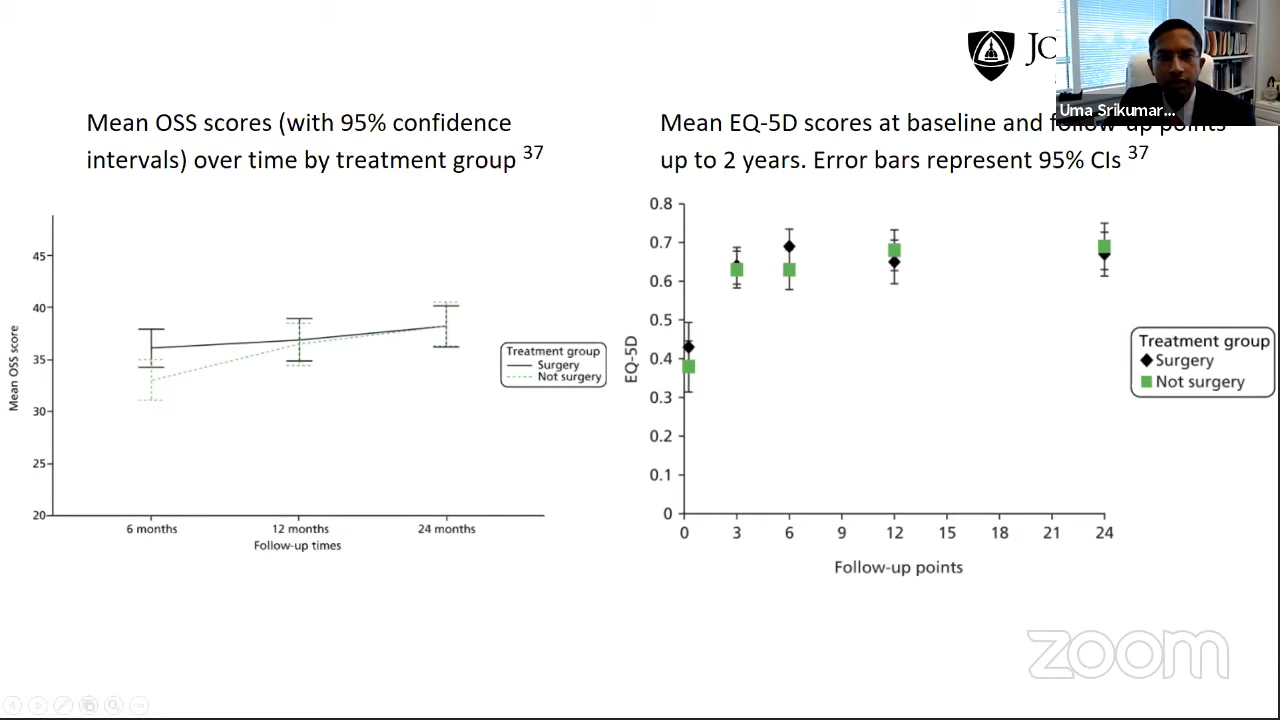 JC
Uma Srikumar...
Mean OSS scores (with 95% confidence
intervals) over time by treatment group 37
Mean EQ-5D scores at baseline and follow-up points
up to 2 years. Error bars represent 95% CIs 37
Mean OSS score
45
40
35
30
25
20
6 months
12 months
24 months
Follow-up times
Treatment group
Surgery
Not surgery
EQ-5D
0.8
0.7
0.6
0.5
0.4
0.3
0.2
0.1
0
0
3
6
9
12
15
18
21
24
Follow-up points
Treatment group
Surgery
Not surgery
zoom